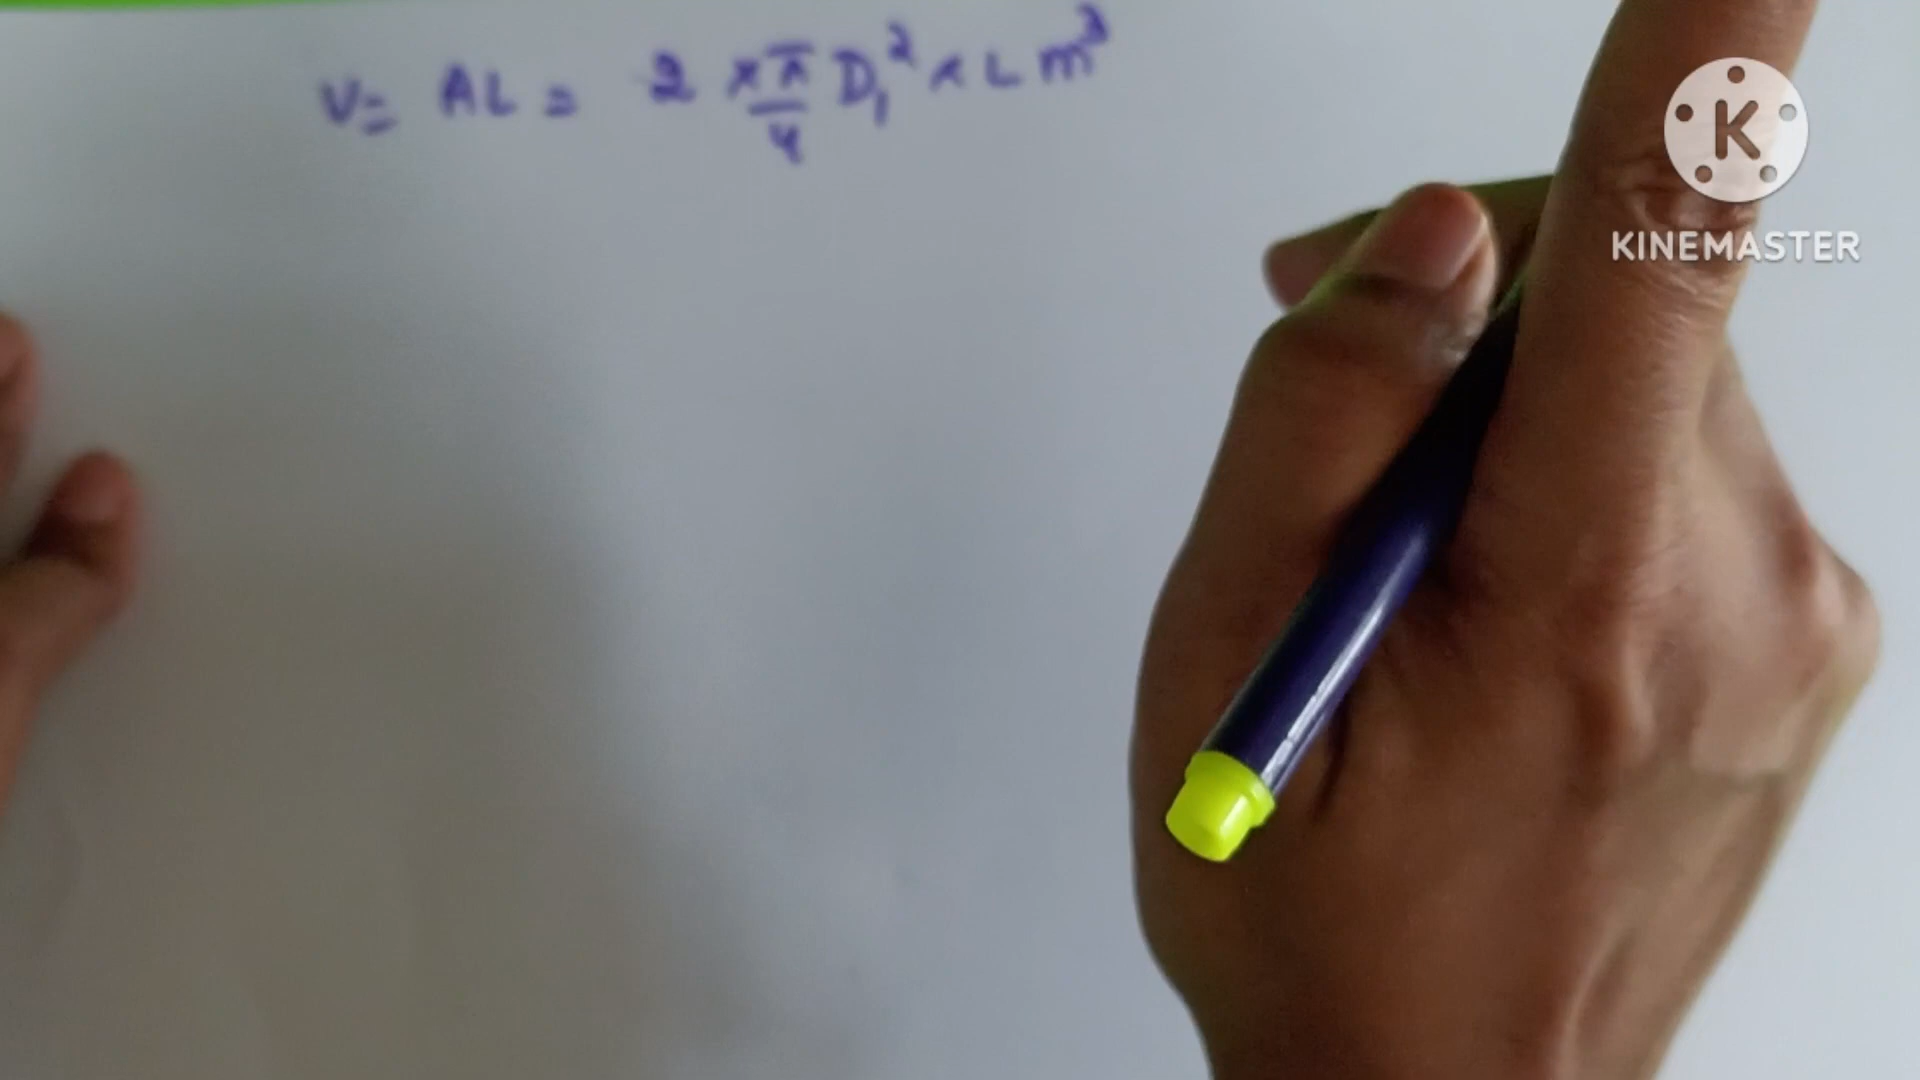 V = AL = 2 × π/4 D₁² × L m³
K
KINEMASTER